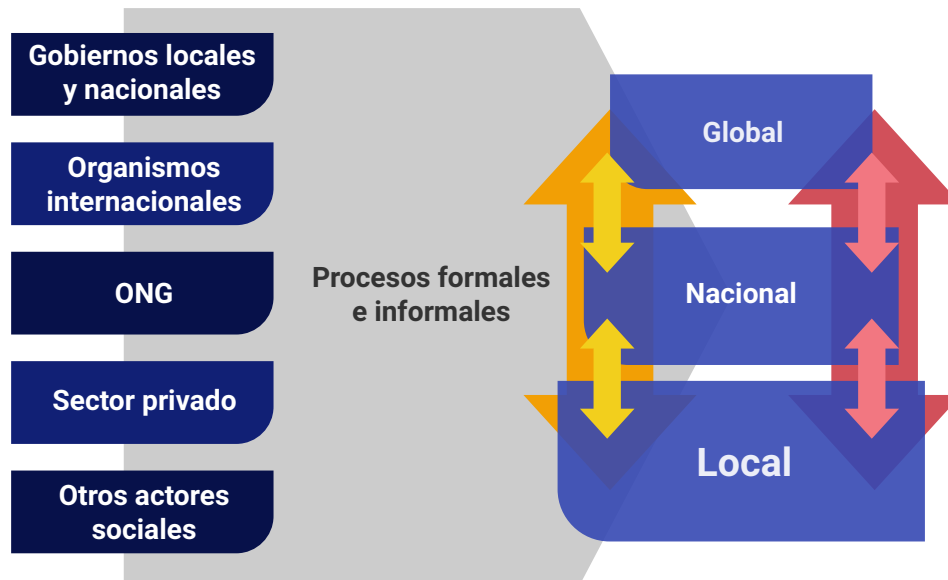 Gobiernos locales
y nacionales
Organismos
internacionales
ONG
Sector privado
Otros actores
sociales
Procesos formales
e informales
Global
Nacional
Local